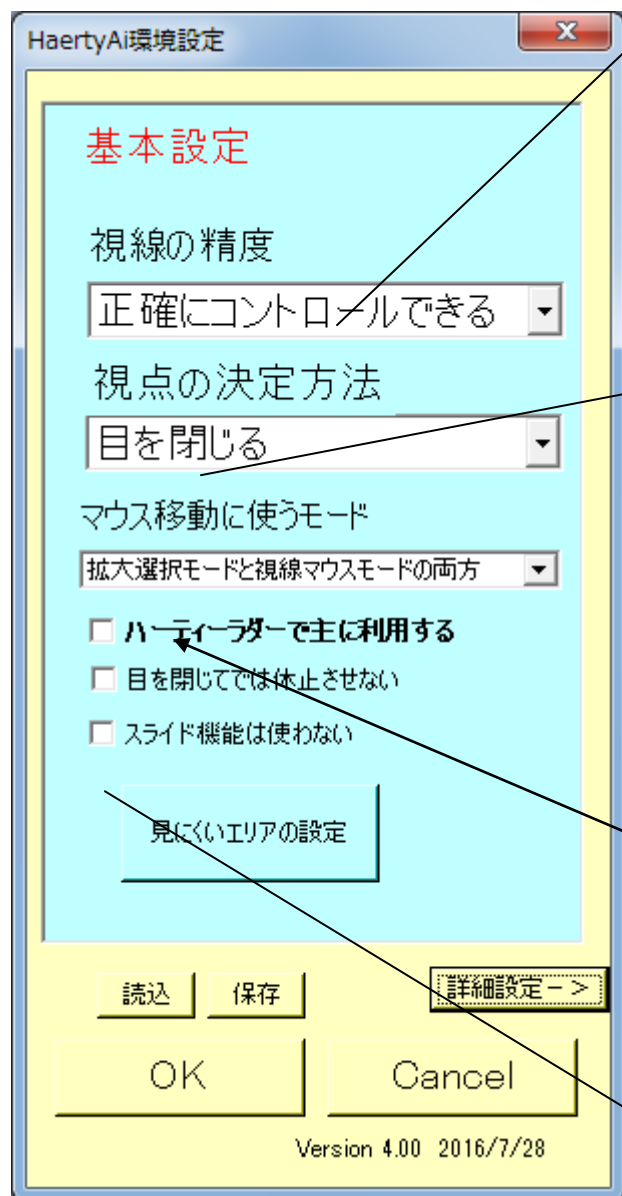 HaertyAi環境設定
基本設定
視線の精度
正確にコントロールできる
視点の決定方法
目を閉じる
マウス移動に使うモード
拡大選択モードと視線マウスモードの両方
ハーティーラダーで主に利用する
目を閉じてでは休止させない
スライド機能は使わない
見にくいエリアの設定
読込 保存 詳細設定->
OK Cancel
Version 4.00 2016/7/28